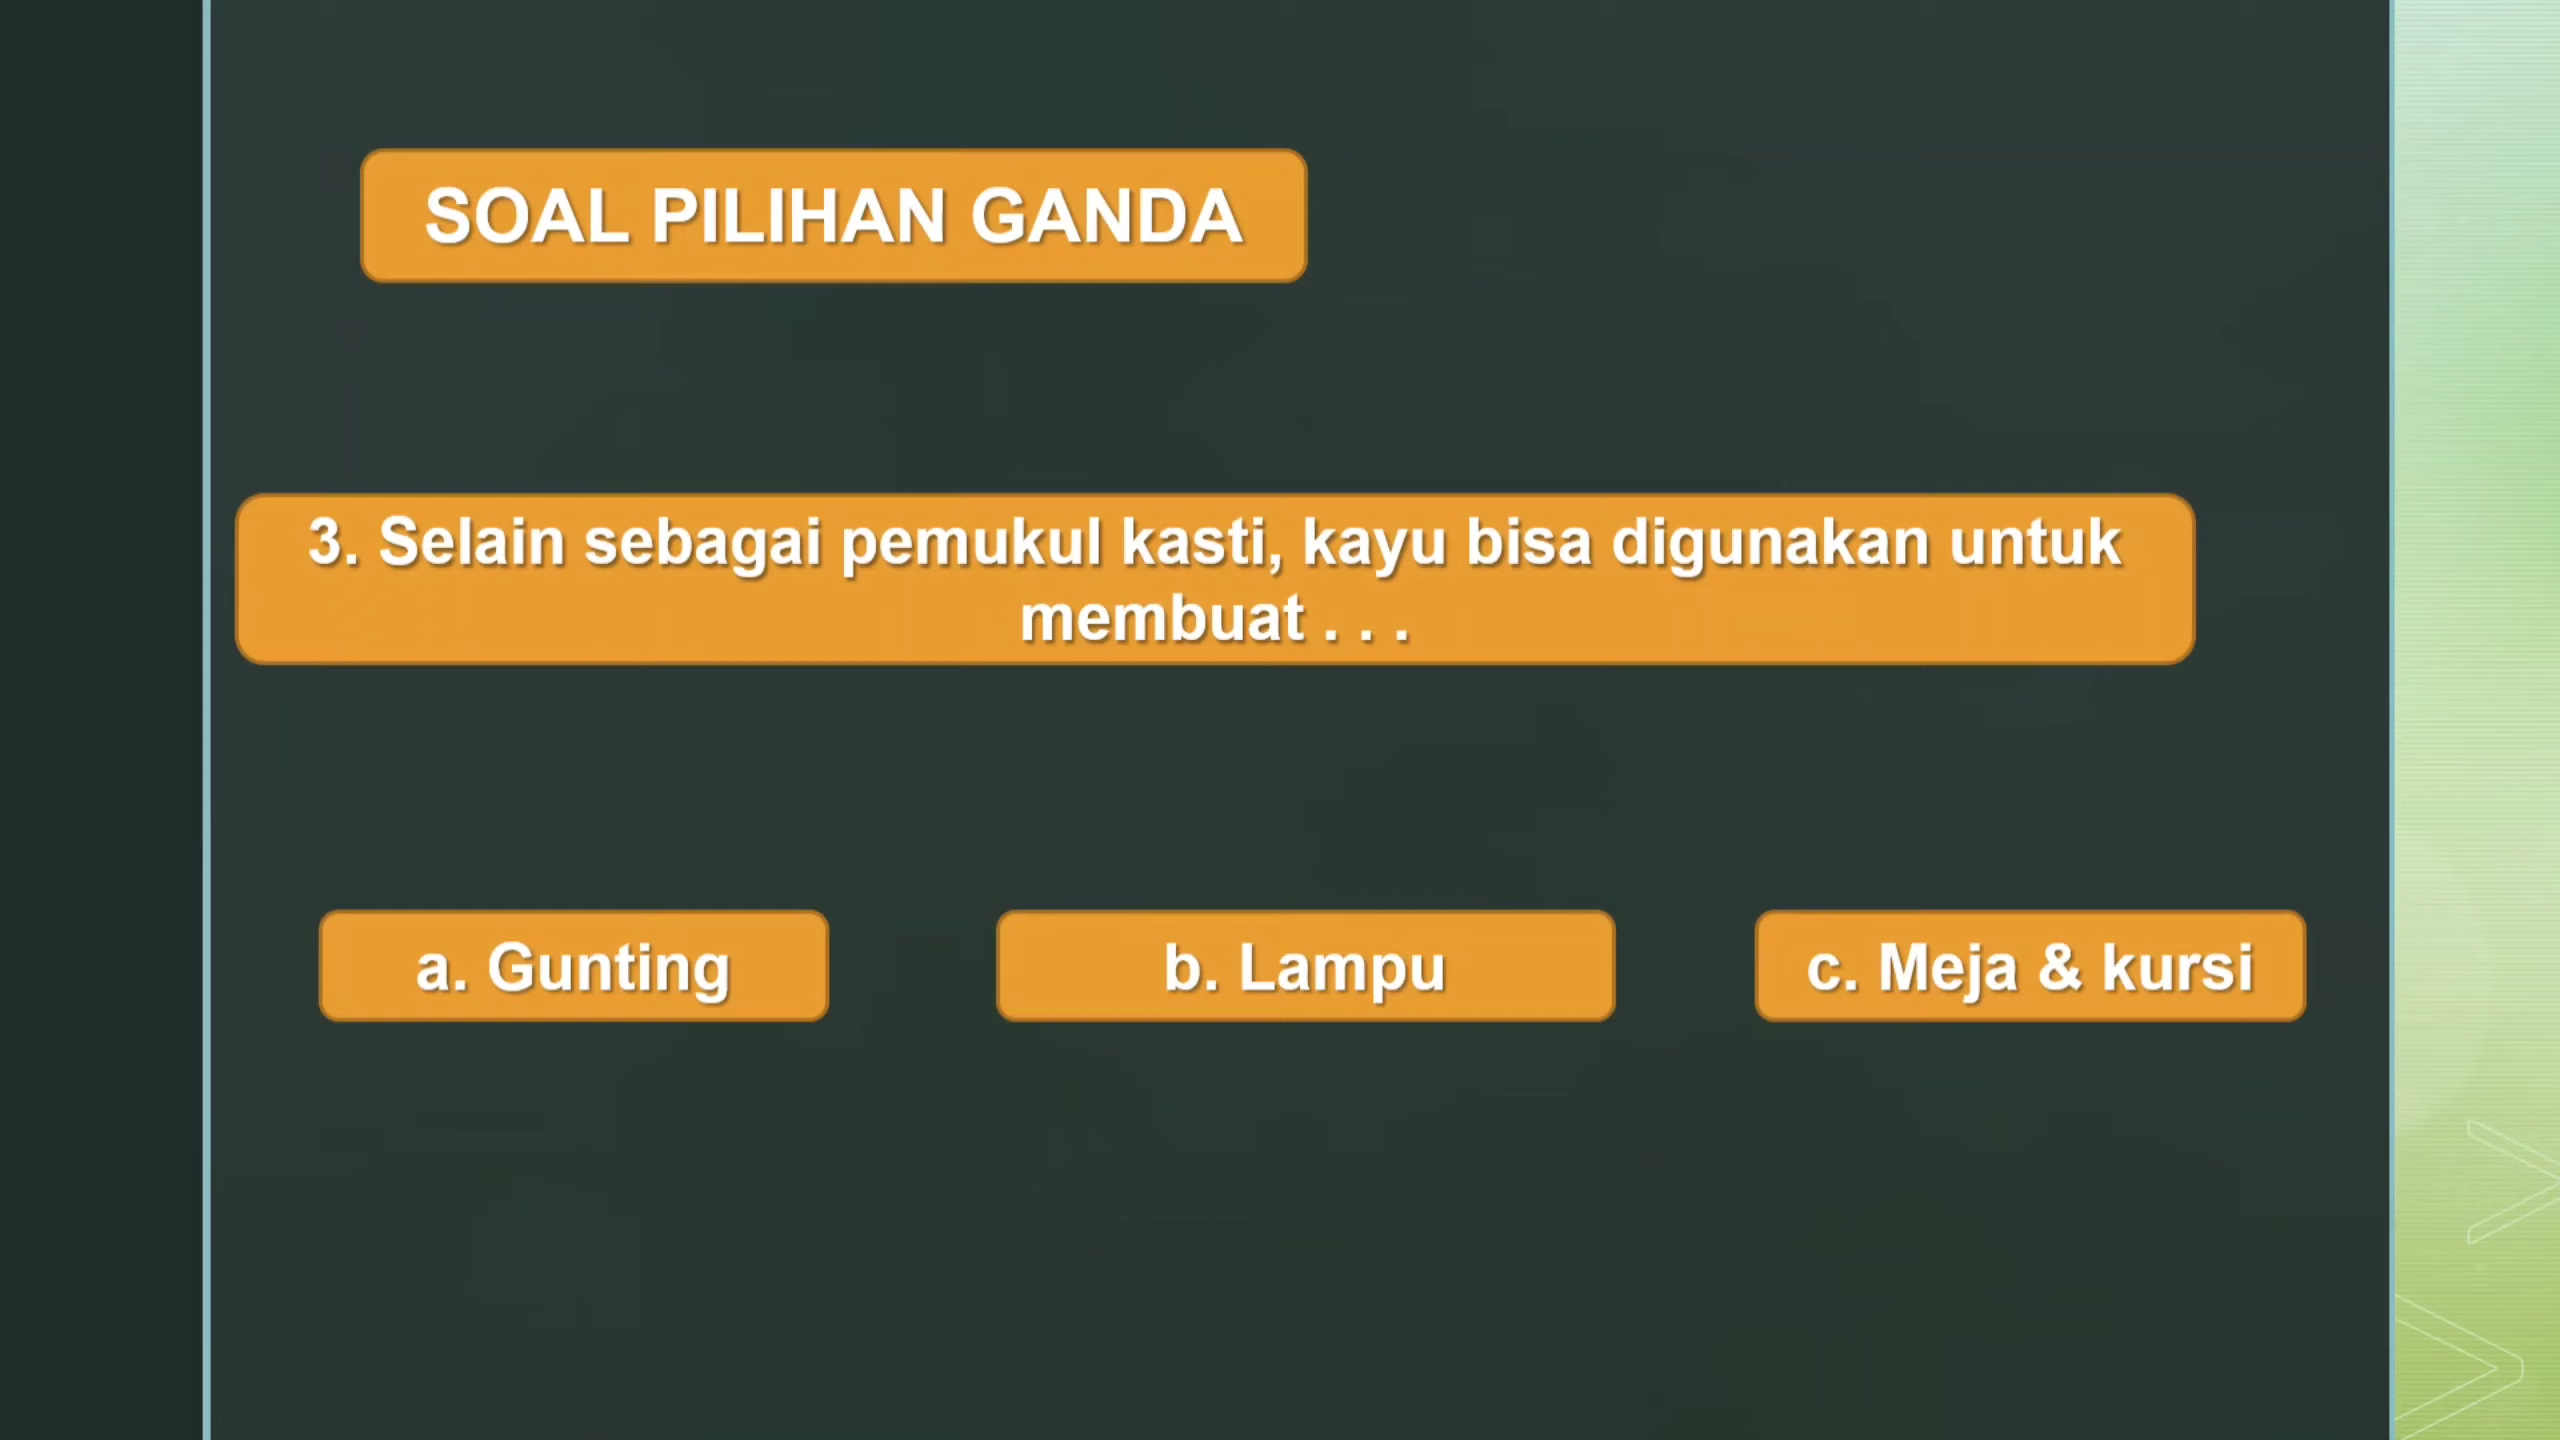 SOAL PILIHAN GANDA
3. Selain sebagai pemukul kasti, kayu bisa digunakan untuk
membuat . . .
a. Gunting
b. Lampu
c. Meja & kursi